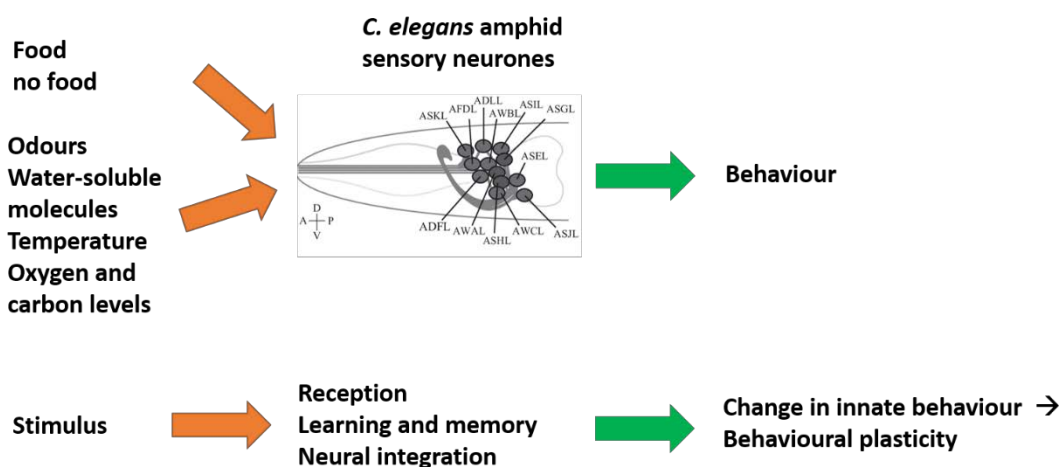 C. elegans amphid
sensory neurones
Food
no food
Odours
Water-soluble
molecules
Temperature
Oxygen and
carbon levels
ADLL
AFDL
AWBL
ASIL
ASKL
ASGL
ASEL
D
A
P
V
ADFL
AWAL
ASHL
AWCL
ASJL
Behaviour
Stimulus
Reception
Learning and memory
Neural integration
Change in innate behaviour →
Behavioural plasticity